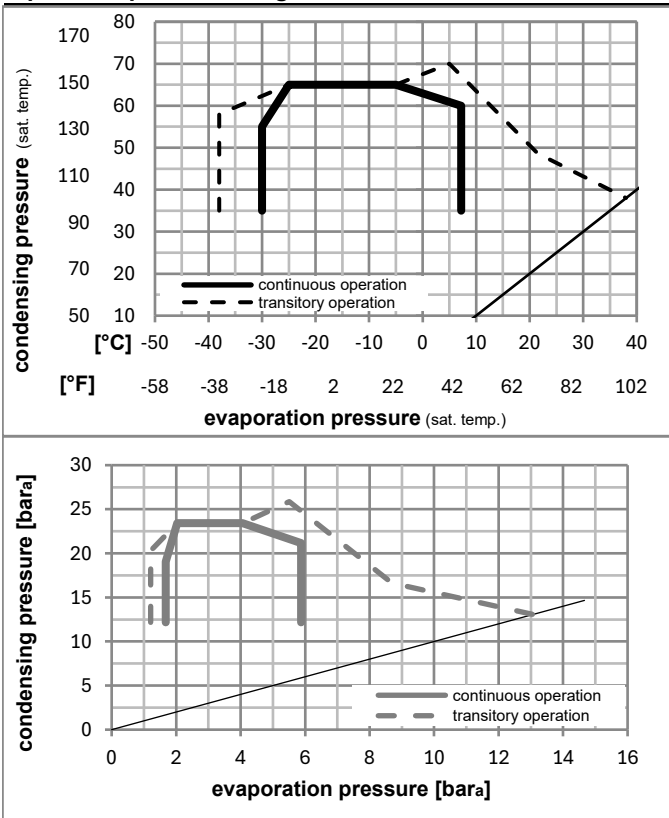 condensing pressure (sat. temp.)
80
170
70
150
60
130
50
110
40
90
30
70
20
50 10
continuous operation
transitory operation
[°C] -50 -40 -30 -20 -10 0 10 20 30 40
[°F] -58 -38 -18 2 22 42 62 82 102
evaporation pressure (sat. temp.)
condensing pressure [bara]
30
25
20
15
10
5
0
continuous operation
transitory operation
0 2 4 6 8 10 12 14 16
evaporation pressure [bara]